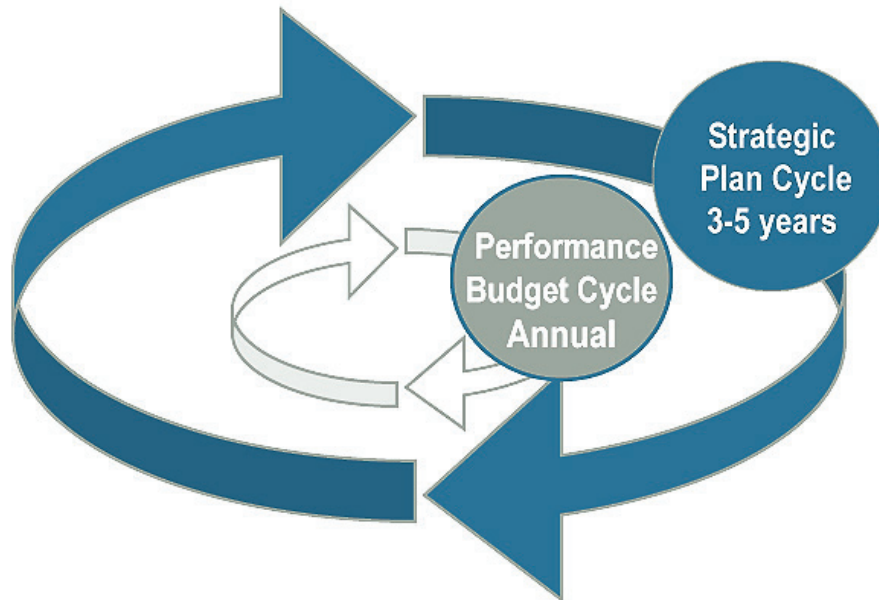 Strategic
Plan Cycle
3-5 years
Performance
Budget Cycle
Annual